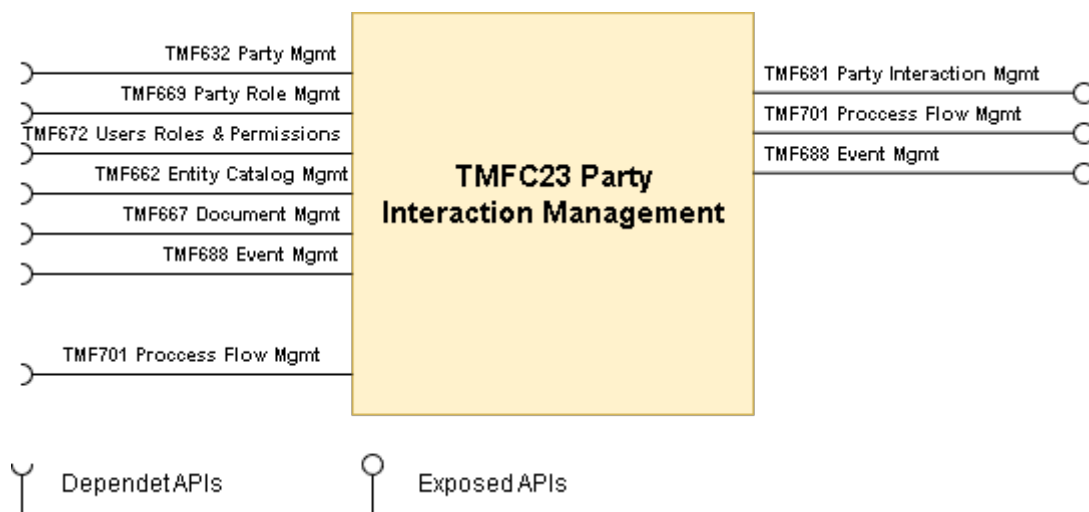 TMF632 Party Mgmt
TMF669 Party Role Mgmt
TMF672 Users Roles & Permissions
TMF662 Entity Catalog Mgmt
TMF667 Document Mgmt
TMF688 Event Mgmt
TMF701 Proccess Flow Mgmt
TMFC23 Party
Interaction Management
TMF681 Party Interaction Mgmt
TMF701 Proccess Flow Mgmt
TMF688 Event Mgmt
Dependet APIs
Exposed APIs